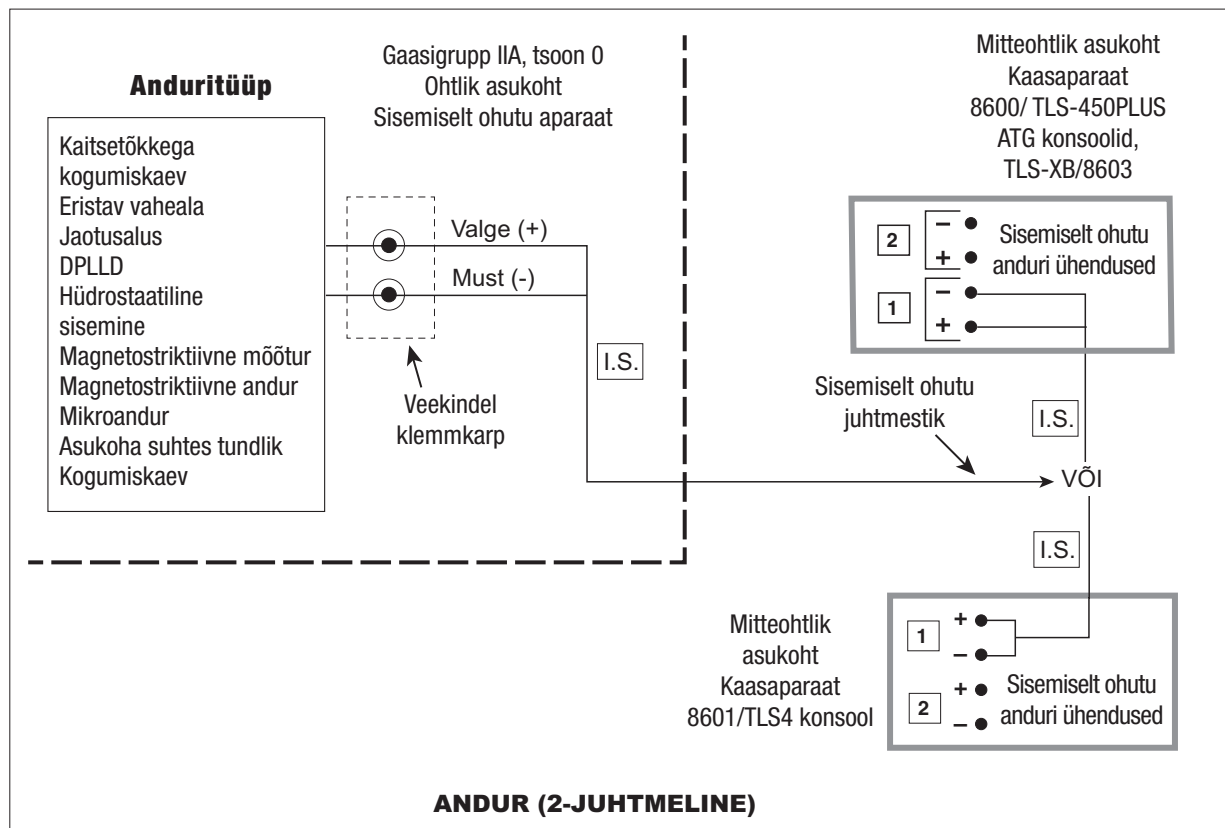 Anduritüüp
Kaitsetõkkega
kogumiskaev
Eristav vaheala
Jaotusalus
DPLLD
Hüdrostaatiline
sisemine
Magnetostriktiivne mõõtur
Magnetostriktiivne andur
Mikroandur
Asukoha suhtes tundlik
Kogumiskaev
Gaasigrupp IIA, tsoon 0
Ohtlik asukoht
Sisemiselt ohutu aparaat
Valge (+)
Must (-)
Veekindel
klemmkarp
I.S.
Sisemiselt ohutu
juhtmestik
Mitteohtlik asukoht
Kaasaparaat
8600/ TLS-450PLUS
ATG konsoolid,
TLS-XB/8603
2
−
+
1
−
+
Sisemiselt ohutu
anduri ühendused
I.S.
VÕI
I.S.
Mitteohtlik
asukoht
Kaasaparaat
8601/TLS4 konsool
1
+
−
2
+
−
Sisemiselt ohutu
anduri ühendused
ANDUR (2-JUHTMELINE)